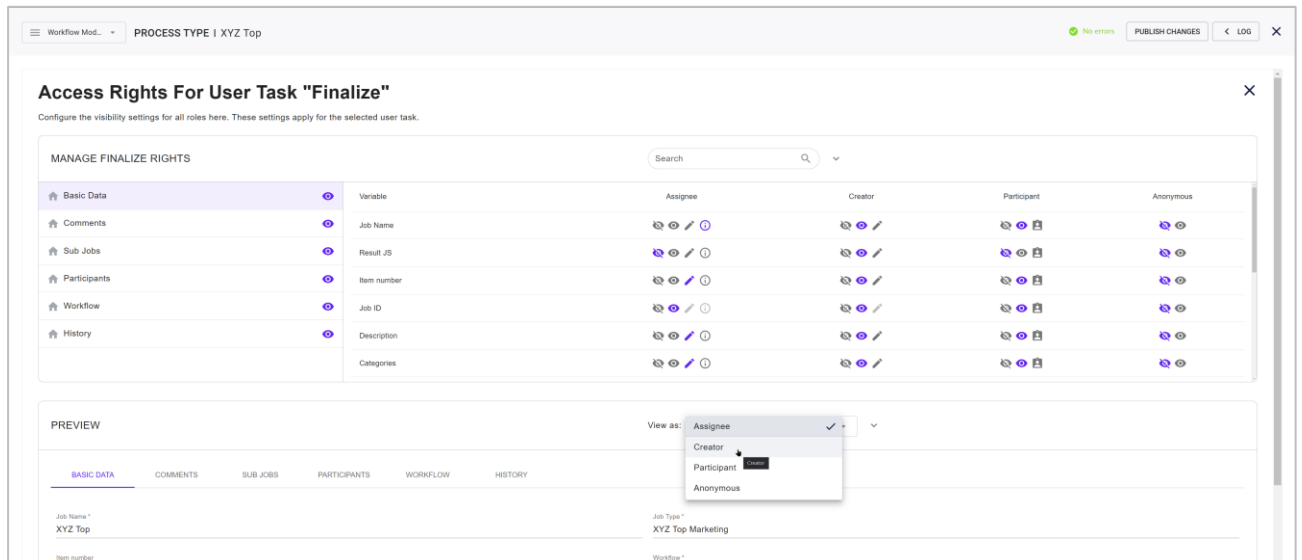 Workflow Mod... PROCESS TYPE | XYZ Top No errors PUBLISH CHANGES LOG
Access Rights For User Task "Finalize"
Configure the visibility settings for all roles here. These settings apply for the selected user task.
MANAGE FINALIZE RIGHTS Search
Basic Data
Comments
Sub Jobs
Participants
Workflow
History
Variable Assignee Creator Participant Anonymous
Job Name
Result JS
Item number
Job ID
Description
Categories
PREVIEW View as:
Assignee
Creator
Creator
Participant
Anonymous
BASIC DATA COMMENTS SUB JOBS PARTICIPANTS WORKFLOW HISTORY
Job Name * Job Type *
XYZ Top XYZ Top Marketing
Item number Workflow *